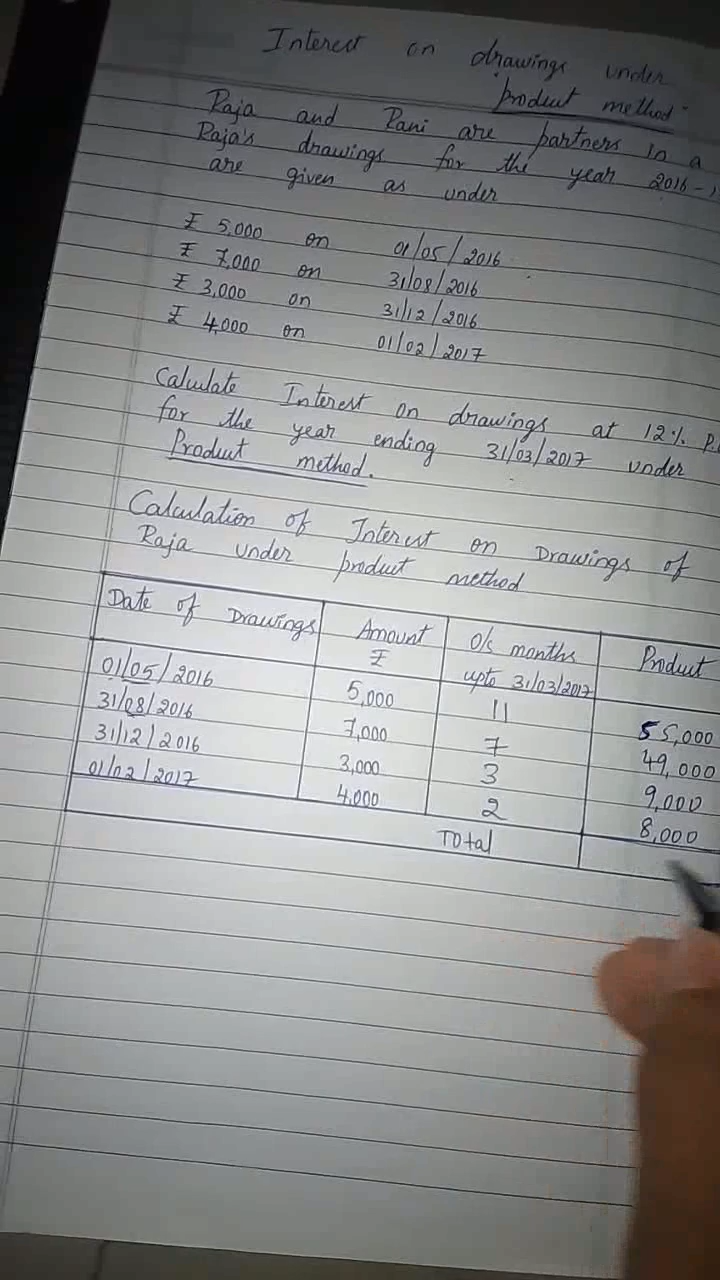 Interest on drawings under
product method
Raja and Rani are partners in a
Raja's drawings for the year 2016-
are given as under
₹ 5,000 on 01/05/2016
₹ 7,000 on 31/08/2016
₹ 3,000 on 31/12/2016
₹ 4,000 on 01/02/2017
Calulate Interest on drawings at 12% p.
for the year ending 31/03/2017 under
Product method.
Calculation of Interest on Drawings of
Raja under product method
Date of Drawings Amount ₹ O/s months upto 31/03/2017 Product
01/05/2016 5,000 11 55,000
31/08/2016 7,000 7 49,000
31/12/2016 3,000 3 9,000
01/02/2017 4,000 2 8,000
Total